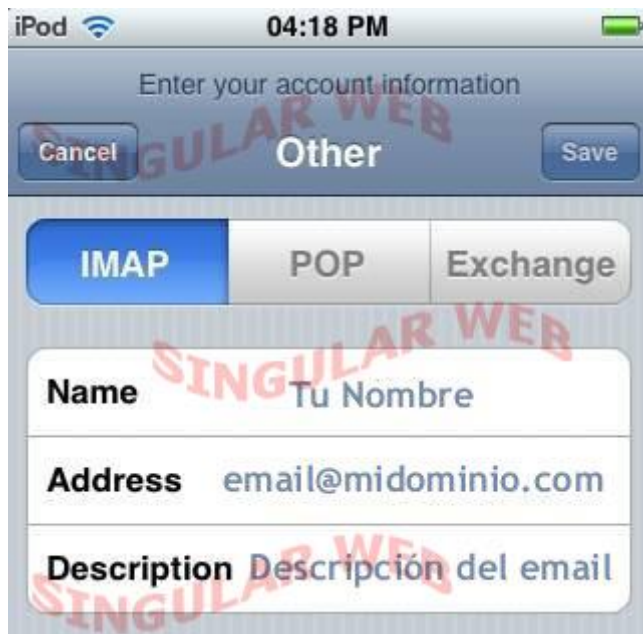 iPod 04:18 PM
Enter your account information
Cancel Other Save
IMAP POP Exchange
Name Tu Nombre
Address email@midominio.com
Description Descripción del email
SINGULAR WEB
SINGULAR WEB
SINGULAR WEB